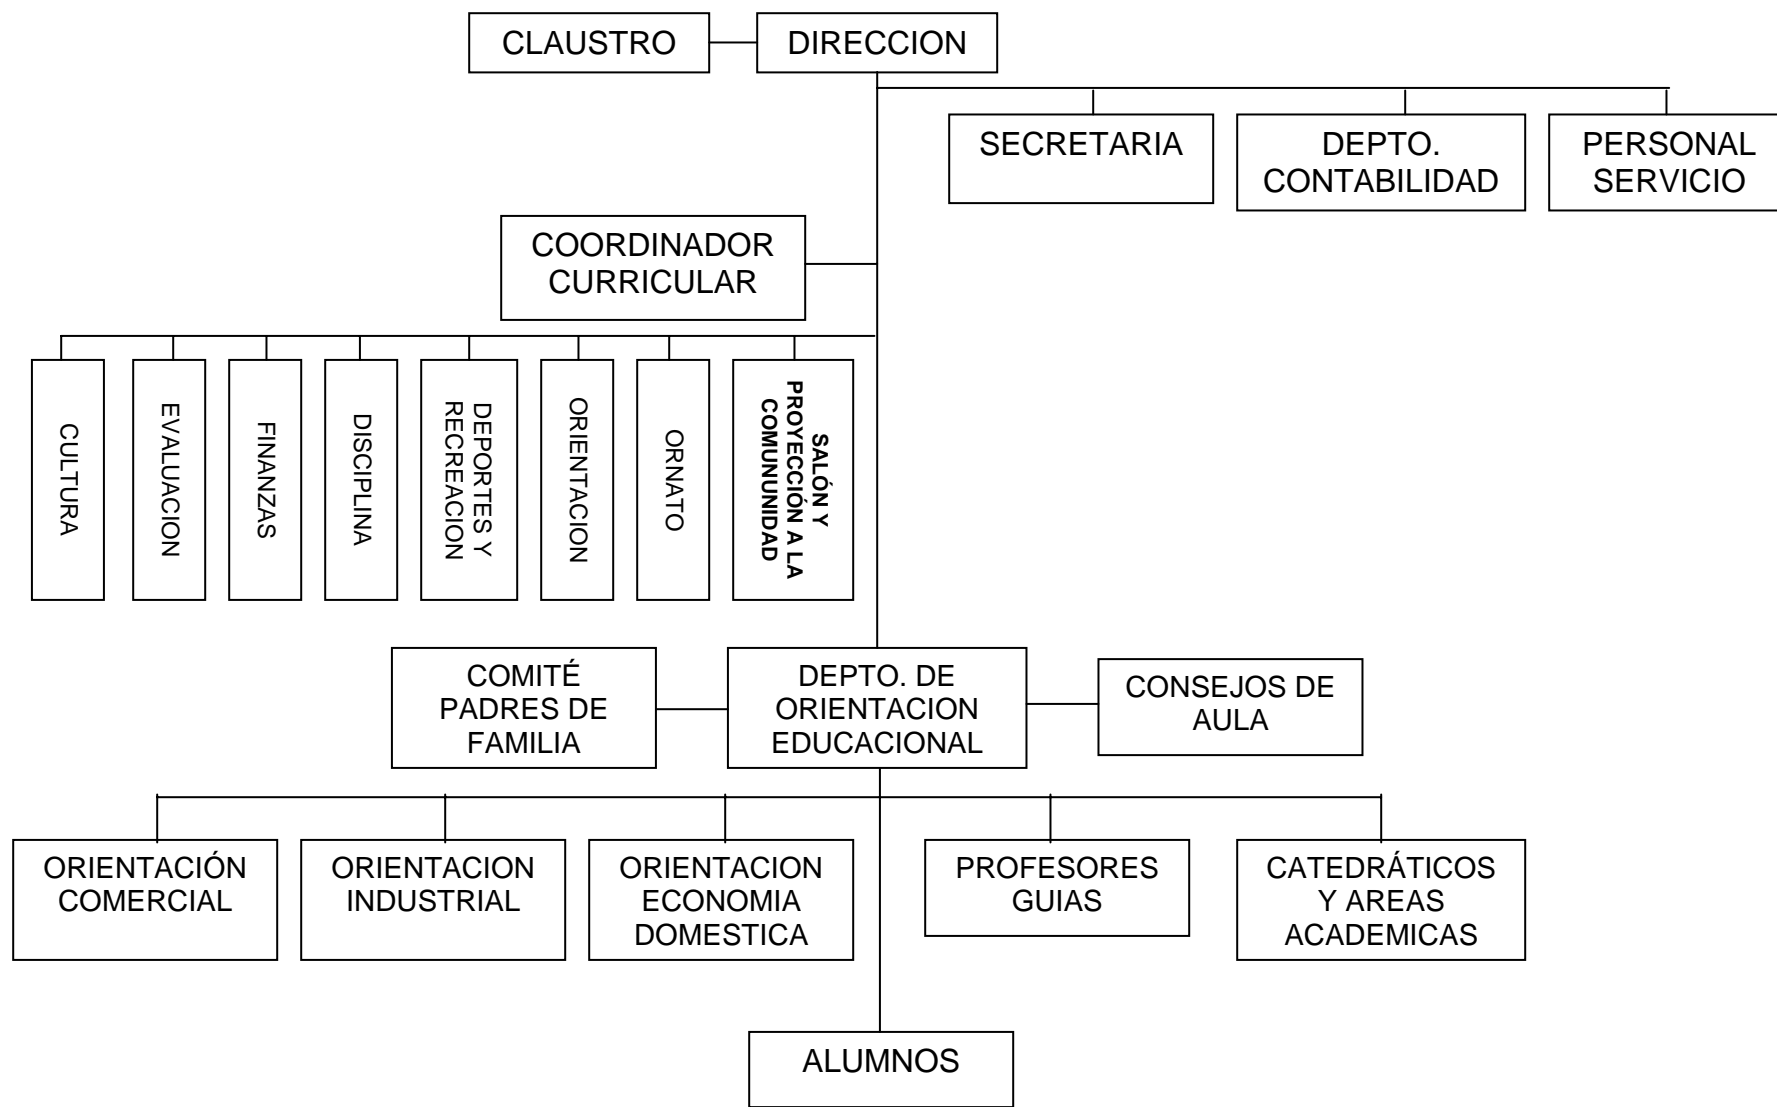 CLAUSTRO
DIRECCION
SECRETARIA
DEPTO.
CONTABILIDAD
PERSONAL
SERVICIO
COORDINADOR
CURRICULAR
CULTURA
EVALUACION
FINANZAS
DISCIPLINA
DEPORTES Y
RECREACION
ORIENTACION
ORNATO
SALÓN Y
PROYECCIÓN A LA
COMUNUNIDAD
COMITÉ
PADRES DE
FAMILIA
DEPTO. DE
ORIENTACION
EDUCACIONAL
CONSEJOS DE
AULA
ORIENTACIÓN
COMERCIAL
ORIENTACION
INDUSTRIAL
ORIENTACION
ECONOMIA
DOMESTICA
PROFESORES
GUIAS
CATEDRÁTICOS
Y AREAS
ACADEMICAS
ALUMNOS